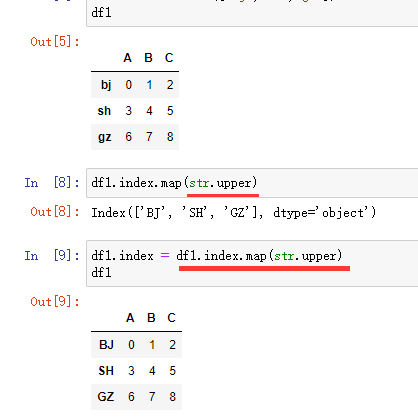 df1
Out[5]:
A B C
bj 0 1 2
sh 3 4 5
gz 6 7 8
In [8]: df1.index.map(str.upper)
Out[8]: Index(['BJ', 'SH', 'GZ'], dtype='object')
In [9]: df1.index = df1.index.map(str.upper)
df1
Out[9]:
A B C
BJ 0 1 2
SH 3 4 5
GZ 6 7 8